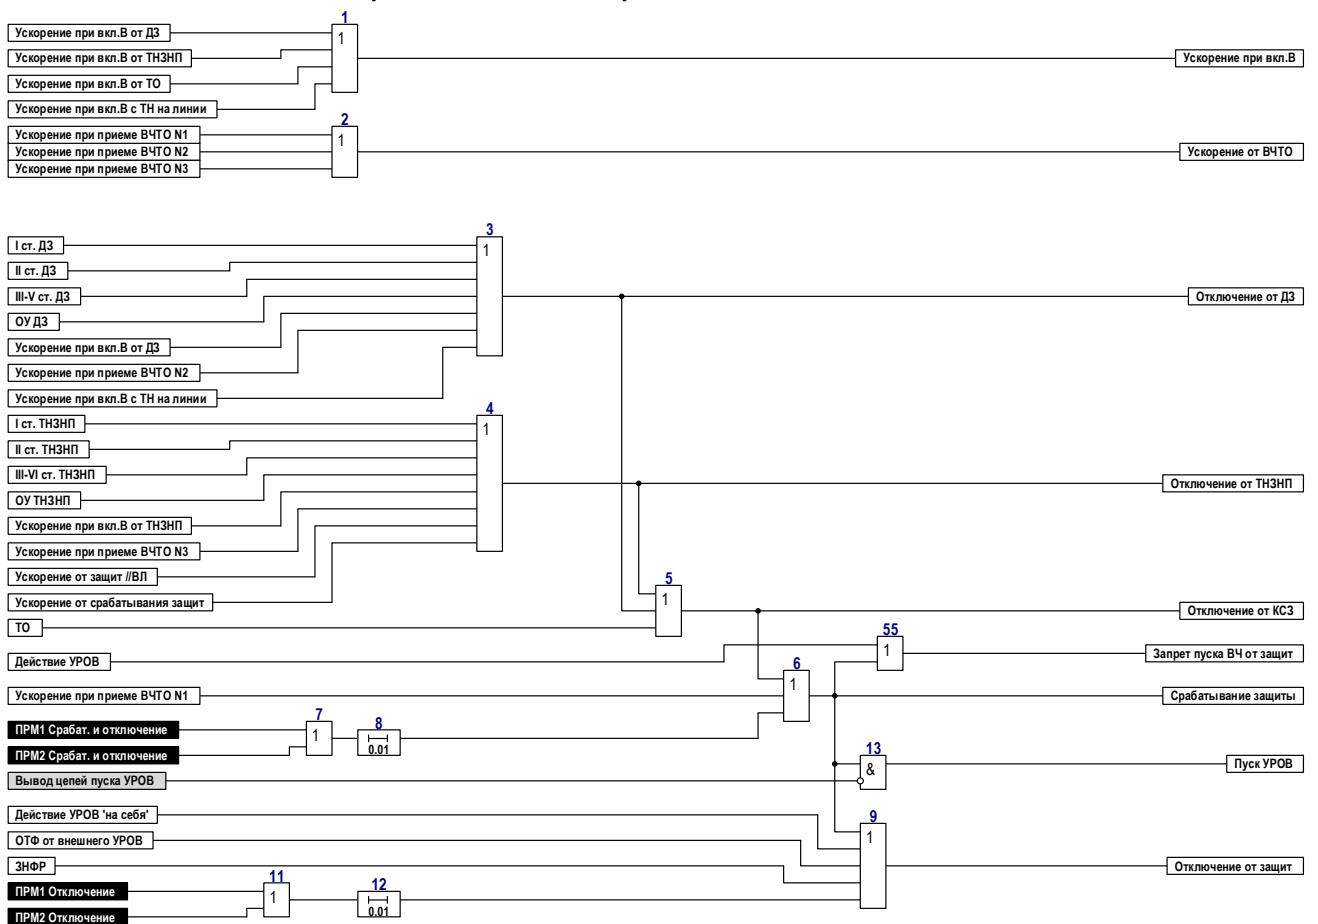 1
Ускорение при вкл.В от ДЗ
1
Ускорение при вкл.В от ТНЗНП
Ускорение при вкл.В
Ускорение при вкл.В от ТО
Ускорение при вкл.В с ТН на линии
2
Ускорение при приеме ВЧТО N1
1
Ускорение при приеме ВЧТО N2
Ускорение от ВЧТО
Ускорение при приеме ВЧТО N3
3
I ст. ДЗ
1
II ст. ДЗ
III-V ст. ДЗ
Отключение от ДЗ
ОУ ДЗ
Ускорение при вкл.В от ДЗ
Ускорение при приеме ВЧТО N2
Ускорение при вкл.В с ТН на линии
4
I ст. ТНЗНП
1
II ст. ТНЗНП
III-VI ст. ТНЗНП
Отключение от ТНЗНП
ОУ ТНЗНП
Ускорение при вкл.В от ТНЗНП
Ускорение при приеме ВЧТО N3
Ускорение от защит //ВЛ
5
Ускорение от срабатывания защит
1
Отключение от КСЗ
ТО
55
1
Запрет пуска ВЧ от защит
Действие УРОВ
6
1
Ускорение при приеме ВЧТО N1
Срабатывание защиты
7
ПРМ1 Срабат. и отключение
1
8
0.01
ПРМ2 Срабат. и отключение
13
&
Пуск УРОВ
Вывод цепей пуска УРОВ
Действие УРОВ 'на себя'
9
1
ОТФ от внешнего УРОВ
ЗНФР
Отключение от защит
11
ПРМ1 Отключение
1
12
0.01
ПРМ2 Отключение